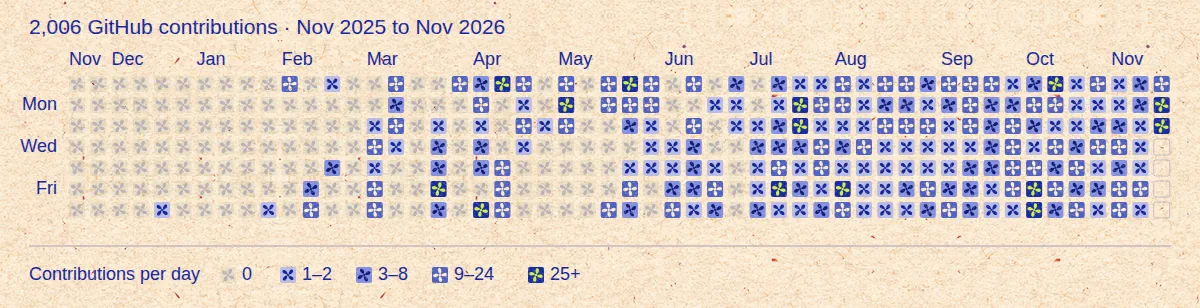 2,006 GitHub contributions · Nov 2025 to Nov 2026
Nov Dec Jan Feb Mar Apr May Jun Jul Aug Sep Oct Nov
Mon
Wed
Fri
Contributions per day 0 1–2 3–8 9–24 25+